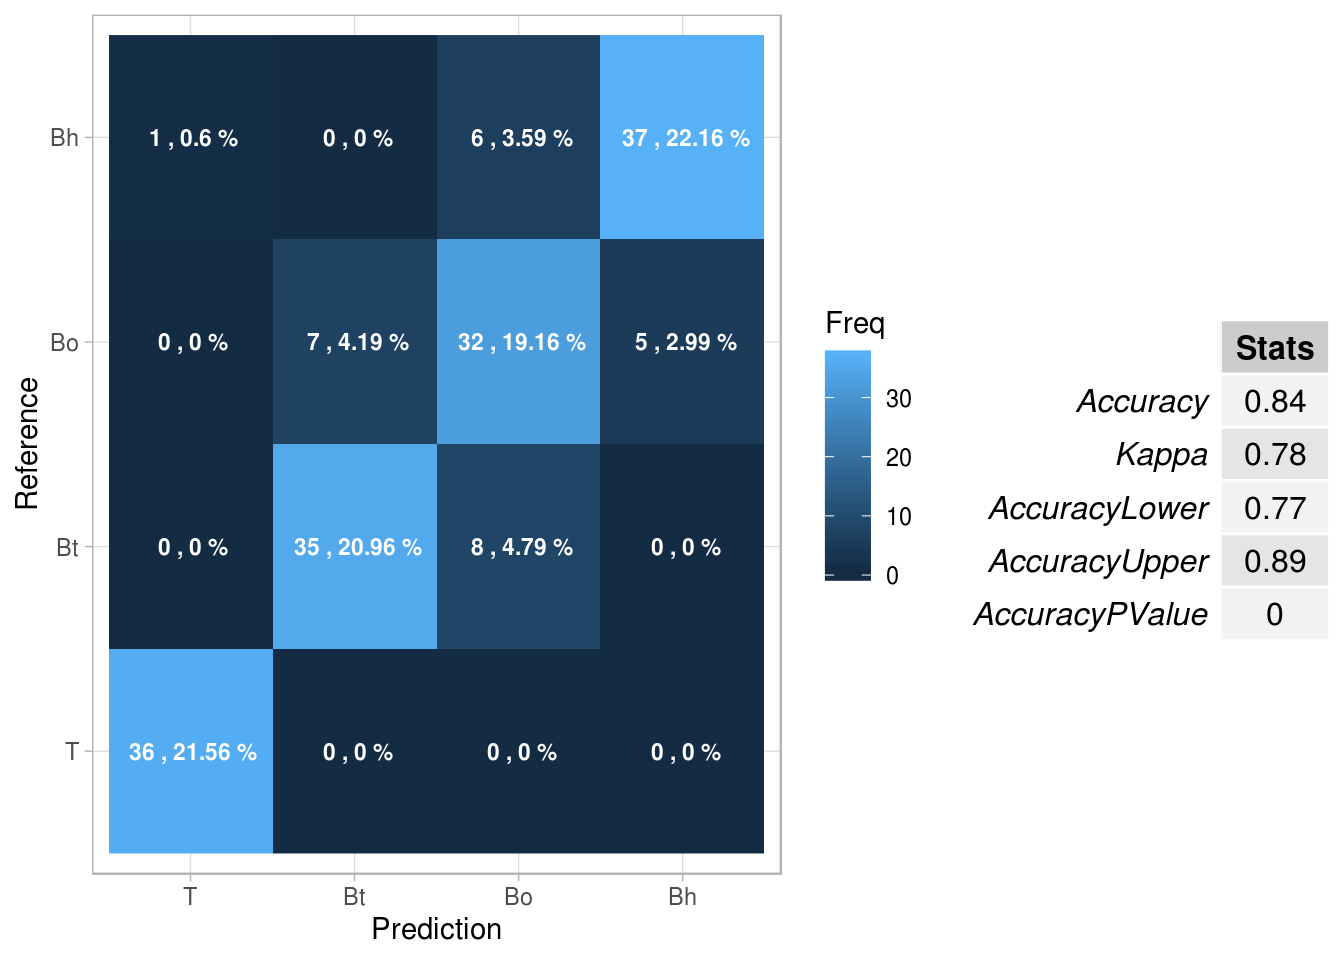 Bh
1 , 0.6 %
0 , 0 %
6 , 3.59 %
37 , 22.16 %
Bo
0 , 0 %
7 , 4.19 %
32 , 19.16 %
5 , 2.99 %
Bt
0 , 0 %
35 , 20.96 %
8 , 4.79 %
0 , 0 %
T
36 , 21.56 %
0 , 0 %
0 , 0 %
0 , 0 %
T
Bt
Bo
Bh
Prediction
Reference
Freq
30
20
10
0
Stats
Accuracy 0.84
Kappa 0.78
AccuracyLower 0.77
AccuracyUpper 0.89
AccuracyPValue 0